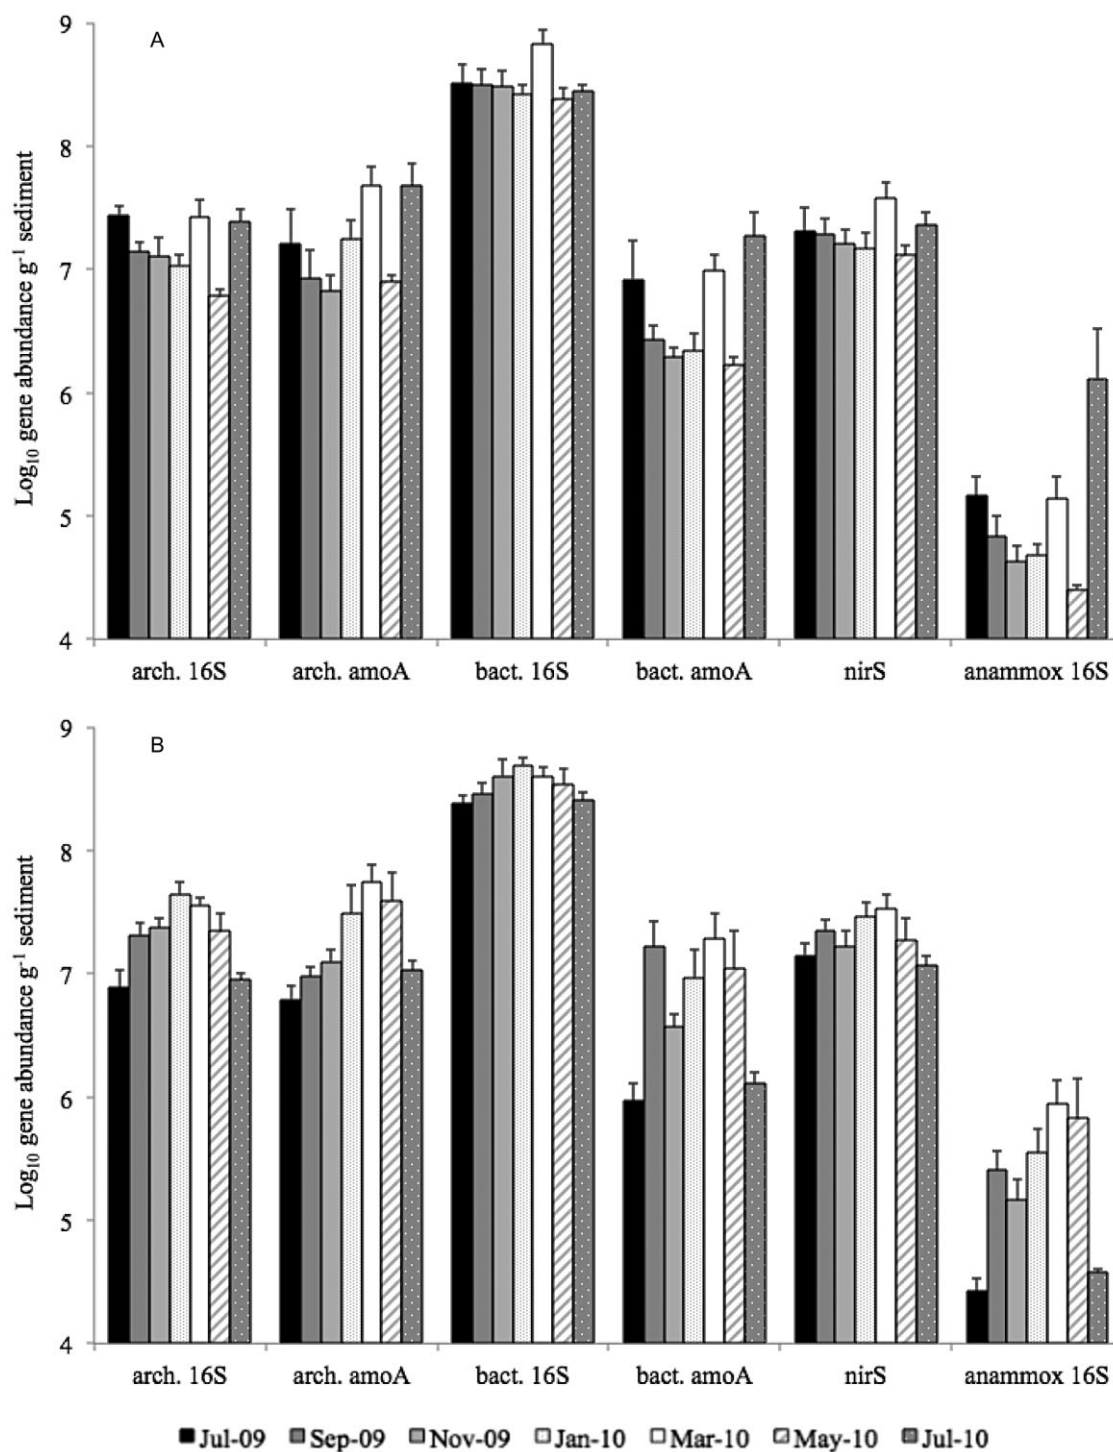 A
9
8
7
6
5
4
Log₁₀ gene abundance g⁻¹ sediment
arch. 16S arch. amoA bact. 16S bact. amoA nirS anammox 16S
B
9
8
7
6
5
4
Log₁₀ gene abundance g⁻¹ sediment
arch. 16S arch. amoA bact. 16S bact. amoA nirS anammox 16S
Jul-09 Sep-09 Nov-09 Jan-10 Mar-10 May-10 Jul-10